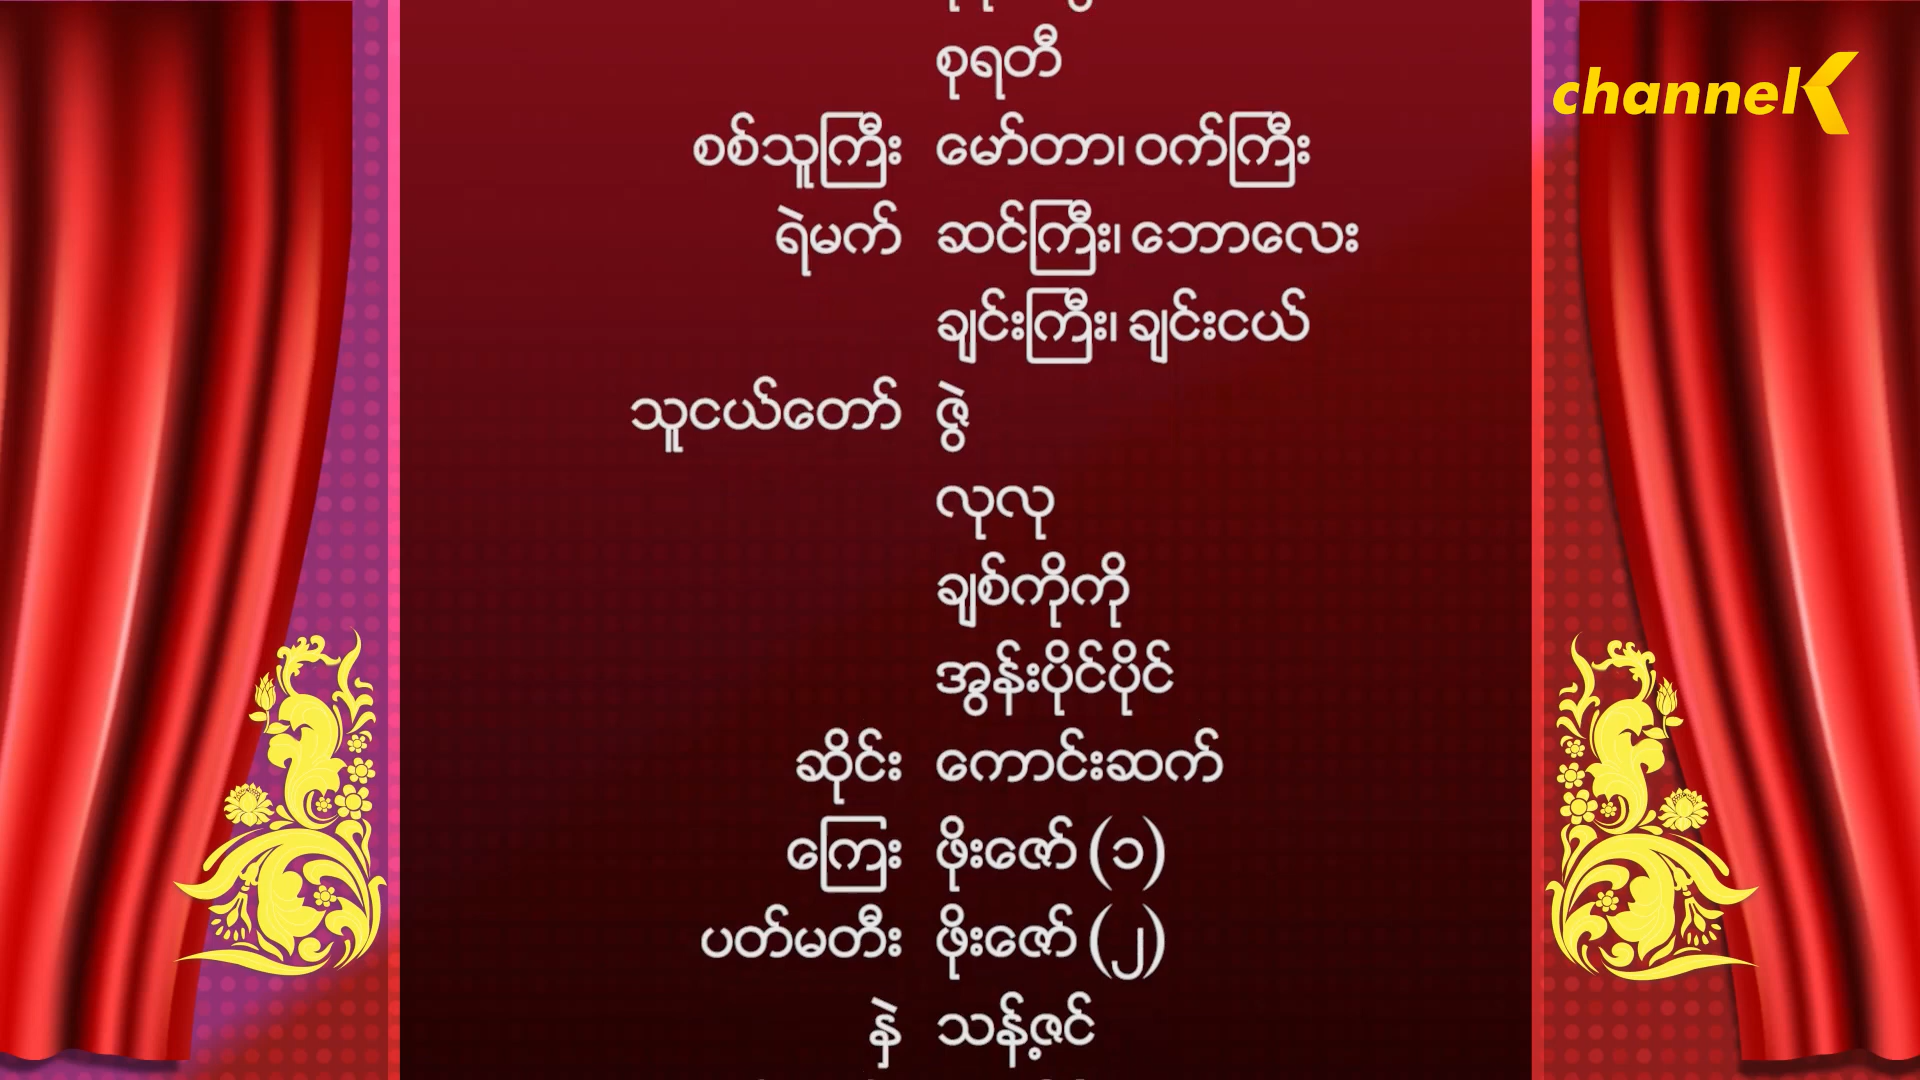 စုရတီ
channelK
စစ်သူကြီး မော်တာ၊ ဝက်ကြီး
ရဲမက် ဆင်ကြီး၊ ဘောလေး
ချင်းကြီး၊ ချင်းငယ်
သူငယ်တော် ဇွဲ
လုလု
ချစ်ကိုကို
အွန်းပိုင်ပိုင်
ဆိုင်း ကောင်းဆက်
ကြေး ဖိုးဇော် (၁)
ပတ်မတီး ဖိုးဇော် (၂)
နှဲ သန့်ဇင်